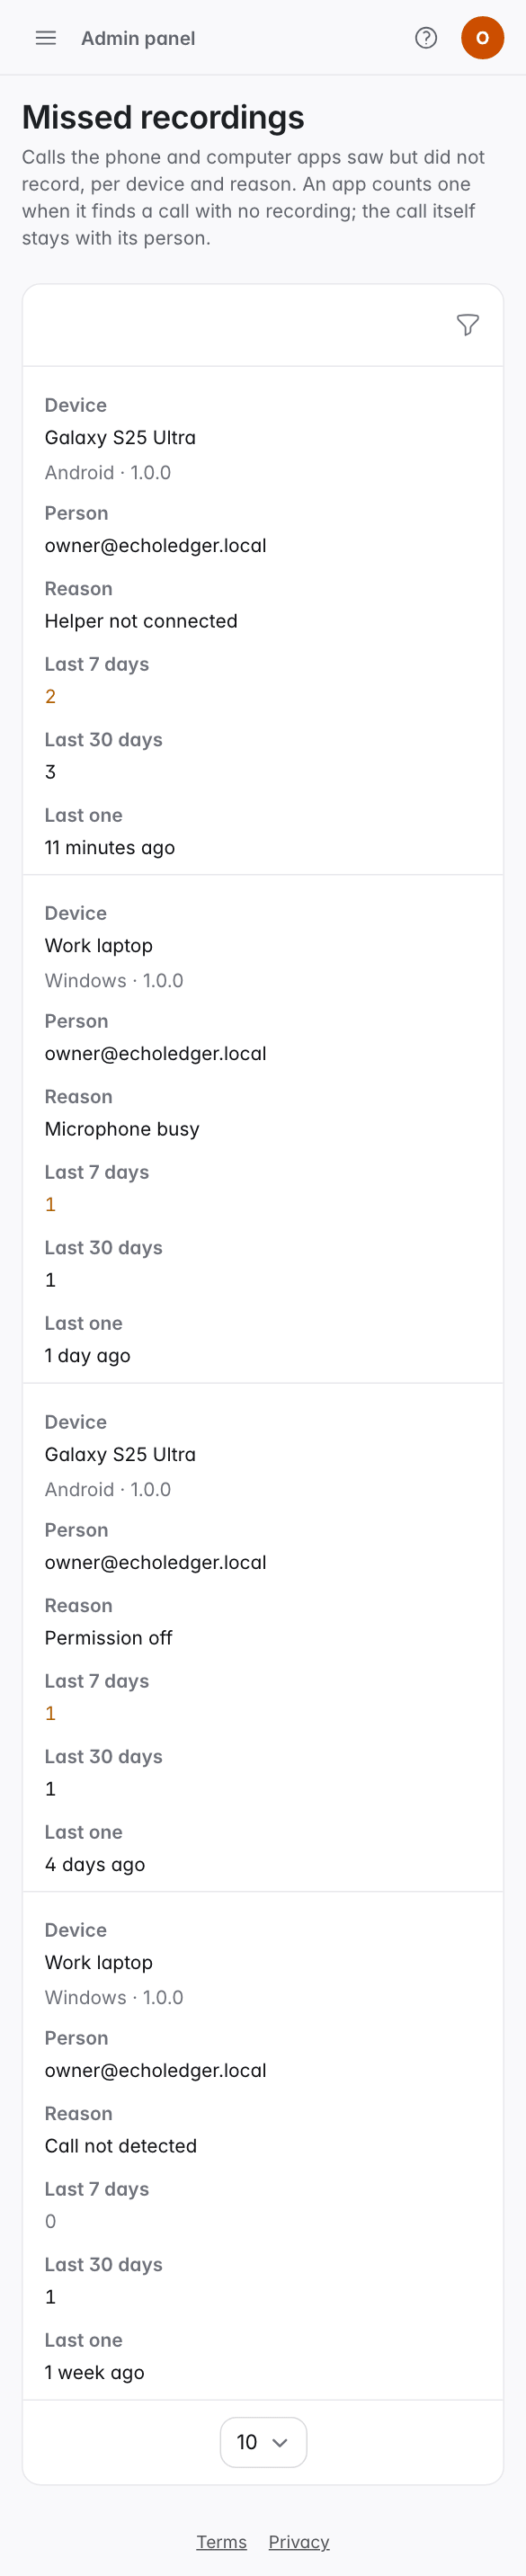 Admin panel
O
Missed recordings
Calls the phone and computer apps saw but did not
record, per device and reason. An app counts one
when it finds a call with no recording; the call itself
stays with its person.
Device
Galaxy S25 Ultra
Android · 1.0.0
Person
owner@echoledger.local
Reason
Helper not connected
Last 7 days
2
Last 30 days
3
Last one
11 minutes ago
Device
Work laptop
Windows · 1.0.0
Person
owner@echoledger.local
Reason
Microphone busy
Last 7 days
1
Last 30 days
1
Last one
1 day ago
Device
Galaxy S25 Ultra
Android · 1.0.0
Person
owner@echoledger.local
Reason
Permission off
Last 7 days
1
Last 30 days
1
Last one
4 days ago
Device
Work laptop
Windows · 1.0.0
Person
owner@echoledger.local
Reason
Call not detected
Last 7 days
0
Last 30 days
1
Last one
1 week ago
10
Terms Privacy